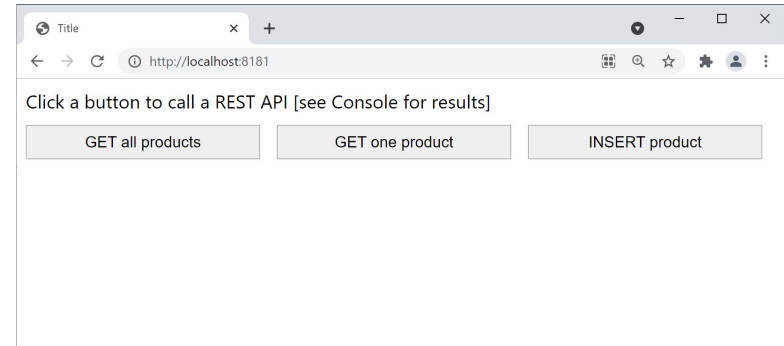 Title
http://localhost:8181
Click a button to call a REST API [see Console for results]
GET all products GET one product INSERT product